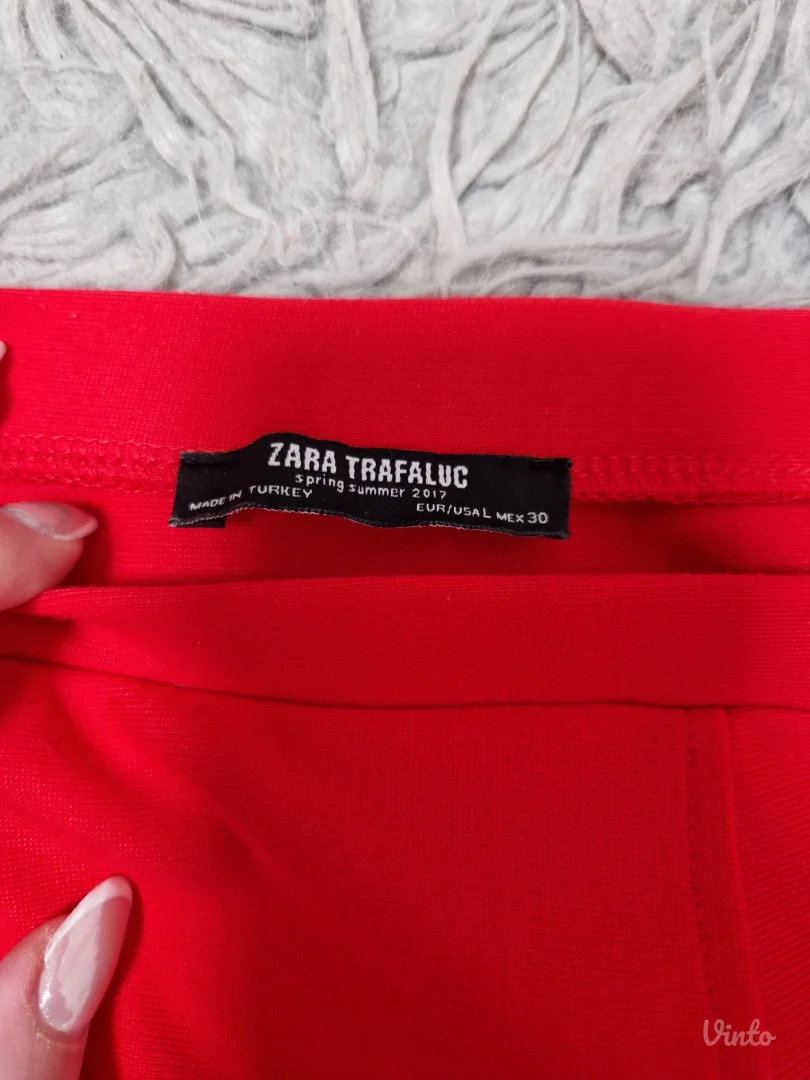 ZARA TRAFALUC
spring summer 2017
MADE IN TURKEY
EUR/USA L MEX 30
Vinto